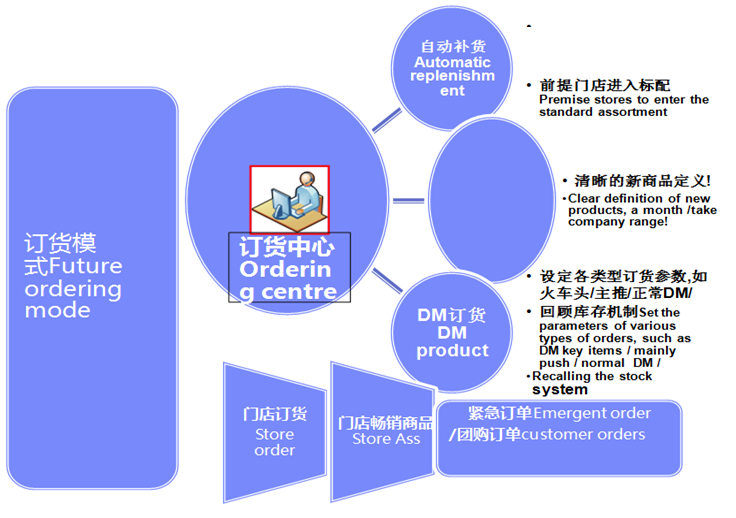 自动补货
Automatic
replenishm
ent
• 前提门店进入标配
Premise stores to enter the
standard assortment
• 清晰的新商品定义!
• Clear definition of new
products, a month /take
company range!
订货模
式Future
ordering
mode
订货中心
Orderin
g centre
• 设定各类型订货参数,如
火车头/主推/正常DM/
• 回顾库存机制Set the
parameters of various
types of orders, such as
DM key items / mainly
push / normal DM /
• Recalling the stock
system
DM订货
DM
product
门店订货
Store
order
门店畅销商品
Store Ass
紧急订单Emergent order
/团购订单customer orders